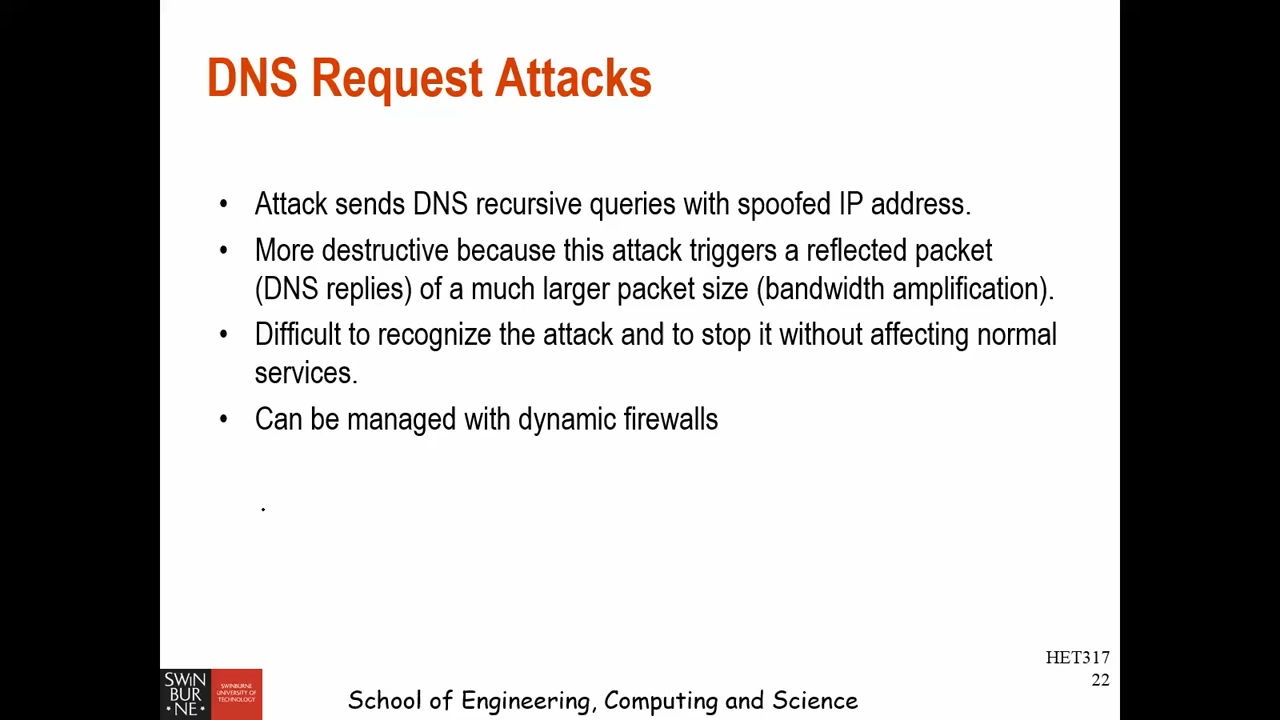 DNS Request Attacks
• Attack sends DNS recursive queries with spoofed IP address.
• More destructive because this attack triggers a reflected packet
(DNS replies) of a much larger packet size (bandwidth amplification).
• Difficult to recognize the attack and to stop it without affecting normal
services.
• Can be managed with dynamic firewalls
.
HET317
22
SWIN
BUR
NE
SWINBURNE
UNIVERSITY OF
TECHNOLOGY
School of Engineering, Computing and Science